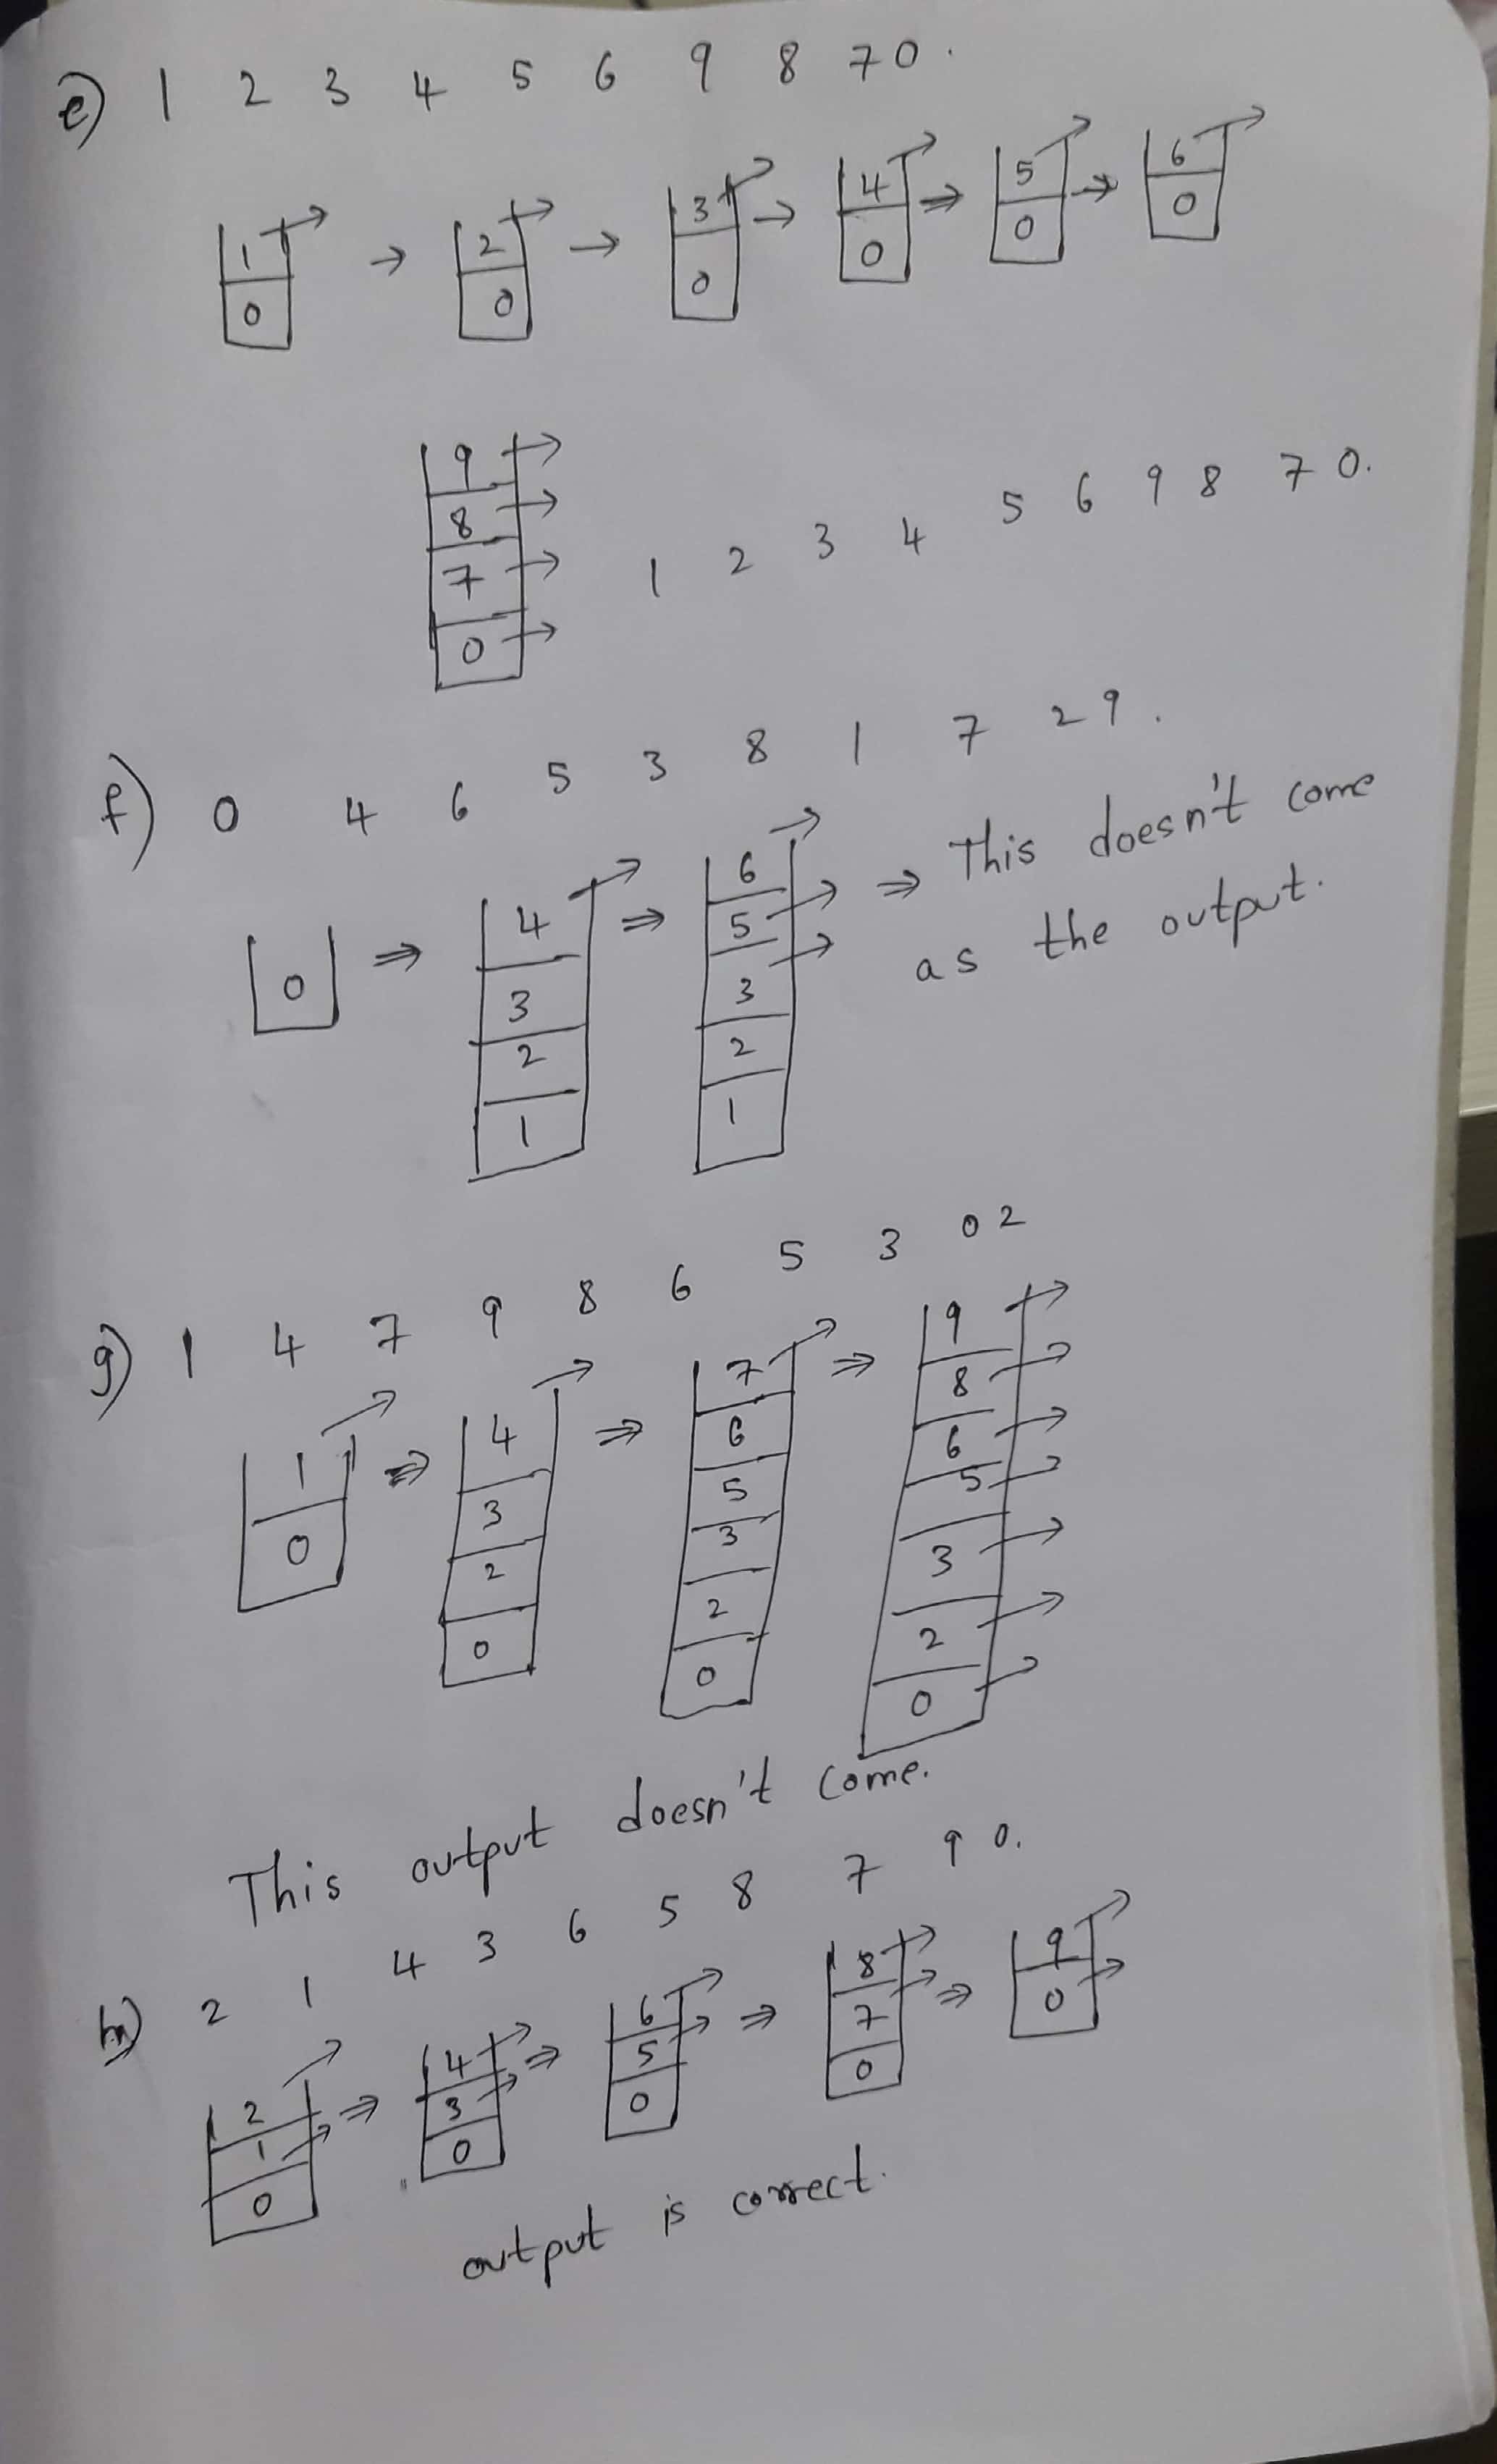 e) 1 2 3 4 5 6 9 8 7 0.
1 → 2 → 3 → 4 ⇒ 5 → 6
0 0 0 0 0 0
9
8
7
0
1 2 3 4 5 6 9 8 7 0.
f) 0 4 6 5 3 8 1 7 2 9.
0 ⇒ 4 ⇒ 6 ⇒ This doesn't come
3 5 as the output.
2 3
1 2
1
g) 1 4 7 9 8 6 5 3 0 2
1 ⇒ 4 ⇒ 7 ⇒ 9
0 3 6 8
2 5 6
0 3 5
2 3
0 2
0
This output doesn't come.
h) 2 1 4 3 6 5 8 7 9 0.
2 ⇒ 4 ⇒ 6 ⇒ 8 ⇒ 9
1 3 5 7 0
0 0 0 0
output is correct.